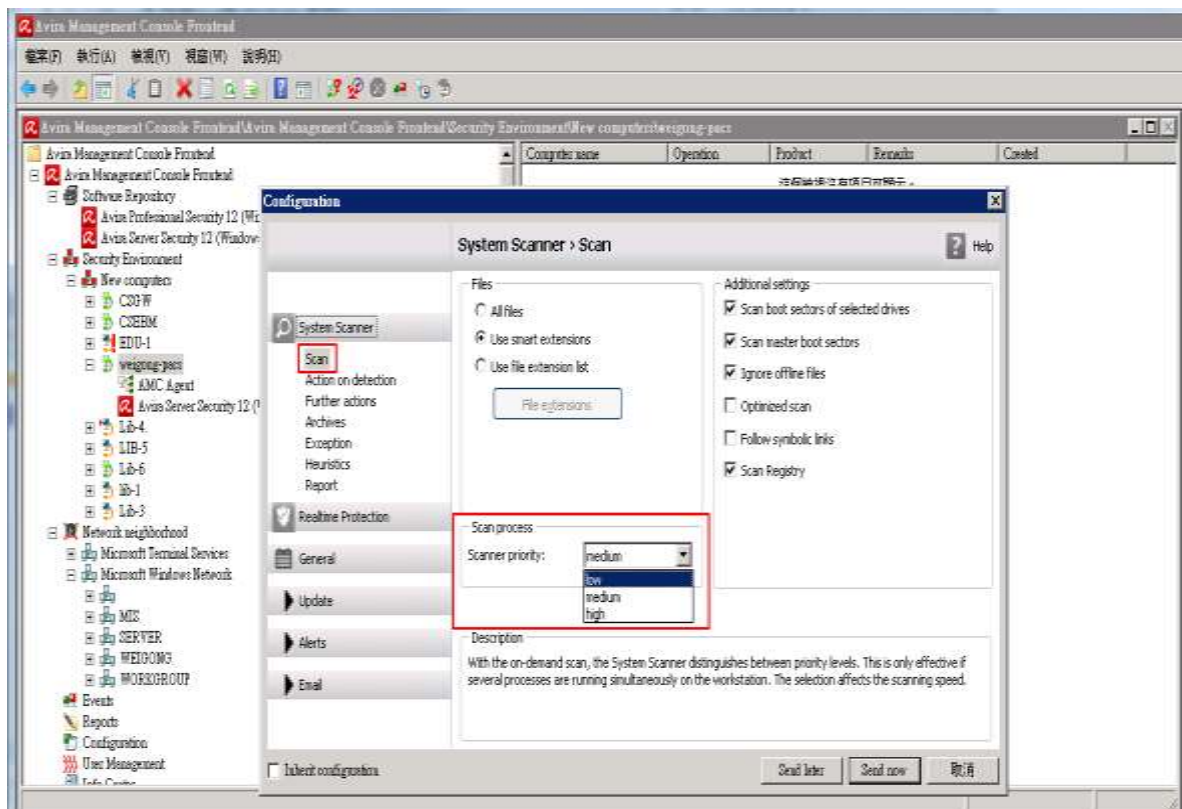 Avira Management Console Frontend
檔案(F) 執行(A) 檢視(V) 視窗(W) 說明(H)
Avira Management Console Frontend\Avira Management Console Frontend\Security Environment\New computers\weigong-pacs
Avira Management Console Frontend
Computer name Operation Product Remarks Created
Avira Management Console Frontend
Software Repository
Avira Professional Security 12 (Wi
Avira Server Security 12 (Window
Security Environment
New computers
CSGW
CSEBM
EDU-1
weigong-pacs
AMC Agent
Avira Server Security 12 (
Lib-4
LIB-5
Lib-6
lib-1
Lib-3
Network neighborhood
Microsoft Terminal Services
Microsoft Windows Network
MIS
SERVER
WEIGONG
WORKGROUP
Events
Reports
Configuration
User Management
Info Center
Configuration
System Scanner > Scan
Help
System Scanner
Scan
Action on detection
Further actions
Archives
Exception
Heuristics
Report
Realtime Protection
General
Update
Alerts
Email
Files
All files
Use smart extensions
Use file extension list
File extensions
Additional settings
Scan boot sectors of selected drives
Scan master boot sectors
Ignore offline files
Optimized scan
Follow symbolic links
Scan Registry
Scan process
Scanner priority: medium
low
medium
high
Description
With the on-demand scan, the System Scanner distinguishes between priority levels. This is only effective if
several processes are running simultaneously on the workstation. The selection affects the scanning speed.
Inherit configuration
Send later Send now 取消